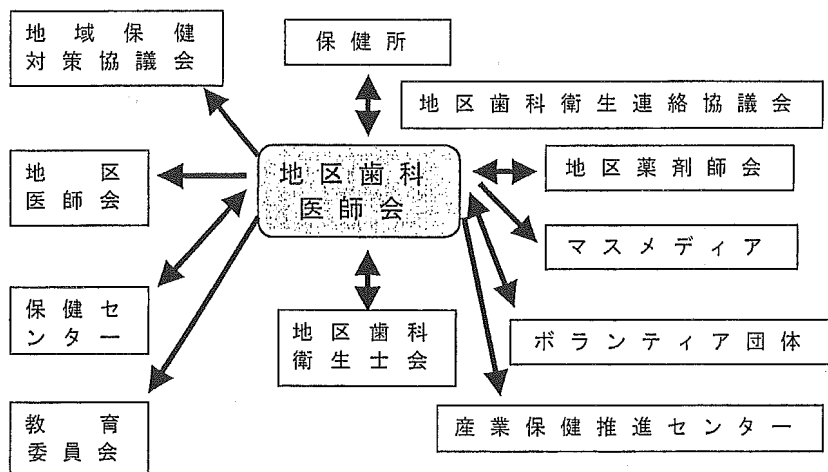 地域保健
対策協議会
保健所
地区歯科衛生連絡協議会
地区
医師会
地区歯科
医師会
地区薬剤師会
マスメディア
保健セ
ンター
地区歯科
衛生士会
ボランティア団体
教育
委員会
産業保健推進センター